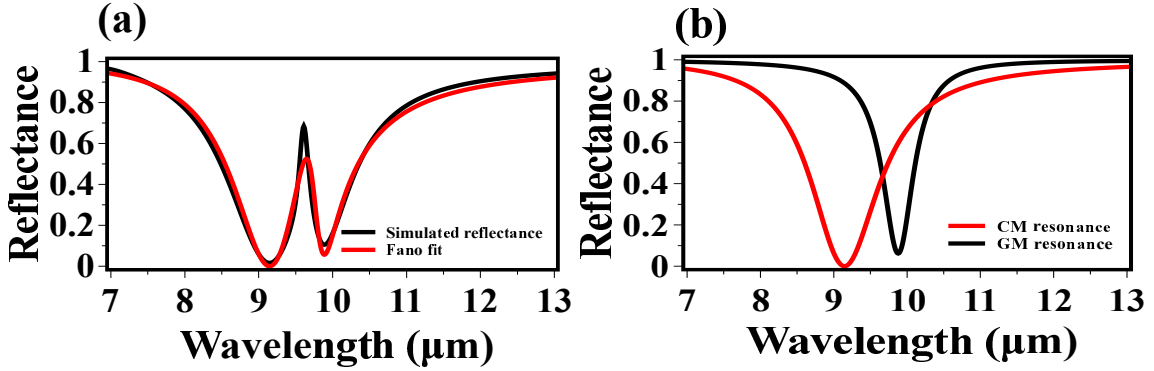 (a)
Reflectance
1
0.8
0.6
0.4
0.2
0
7 8 9 10 11 12 13
Wavelength (µm)
Simulated reflectance
Fano fit
(b)
Reflectance
1
0.8
0.6
0.4
0.2
0
7 8 9 10 11 12 13
Wavelength (µm)
CM resonance
GM resonance